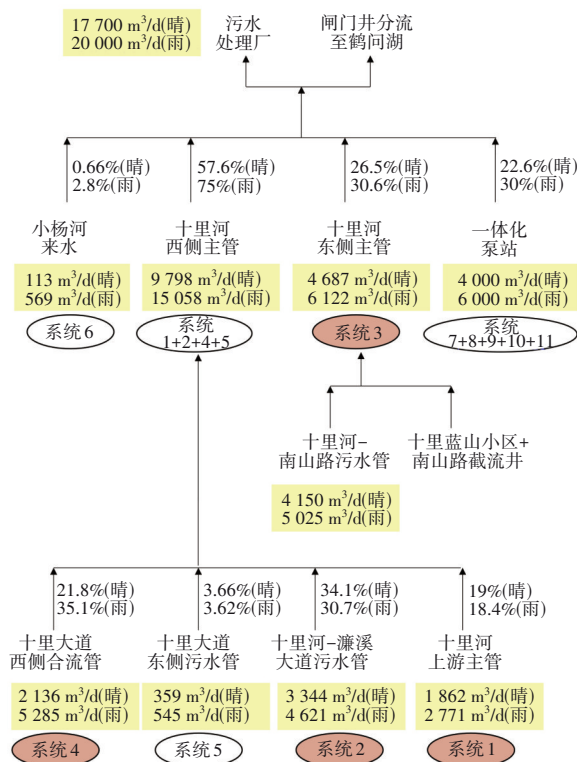 17 700 m³/d(晴)
20 000 m³/d(雨)
污水
处理厂
闸门井分流
至鹤问湖
0.66%(晴)
2.8%(雨)
57.6%(晴)
75%(雨)
26.5%(晴)
30.6%(雨)
22.6%(晴)
30%(雨)
小杨河
来水
十里河
西侧主管
十里河
东侧主管
一体化
泵站
113 m³/d(晴)
569 m³/d(雨)
9 798 m³/d(晴)
15 058 m³/d(雨)
4 687 m³/d(晴)
6 122 m³/d(雨)
4 000 m³/d(晴)
6 000 m³/d(雨)
系统6
系统
1+2+4+5
系统3
系统
7+8+9+10+11
十里河-
南山路污水管
十里蓝山小区+
南山路截流井
4 150 m³/d(晴)
5 025 m³/d(雨)
21.8%(晴)
35.1%(雨)
3.66%(晴)
3.62%(雨)
34.1%(晴)
30.7%(雨)
19%(晴)
18.4%(雨)
十里大道
西侧合流管
十里大道
东侧污水管
十里河-濂溪
大道污水管
十里河
上游主管
2 136 m³/d(晴)
5 285 m³/d(雨)
359 m³/d(晴)
545 m³/d(雨)
3 344 m³/d(晴)
4 621 m³/d(雨)
1 862 m³/d(晴)
2 771 m³/d(雨)
系统4
系统5
系统2
系统1